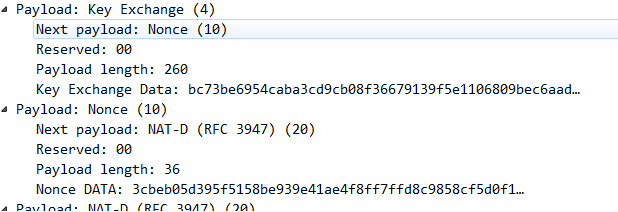 Payload: Key Exchange (4)
Next payload: Nonce (10)
Reserved: 00
Payload length: 260
Key Exchange Data: bc73be6954caba3cd9cb08f36679139f5e1106809bec6aad…
Payload: Nonce (10)
Next payload: NAT-D (RFC 3947) (20)
Reserved: 00
Payload length: 36
Nonce DATA: 3cbeb05d395f5158be939e41ae4f8ff7ffd8c9858cf5d0f1…
Payload: NAT-D (RFC 3947) (20)